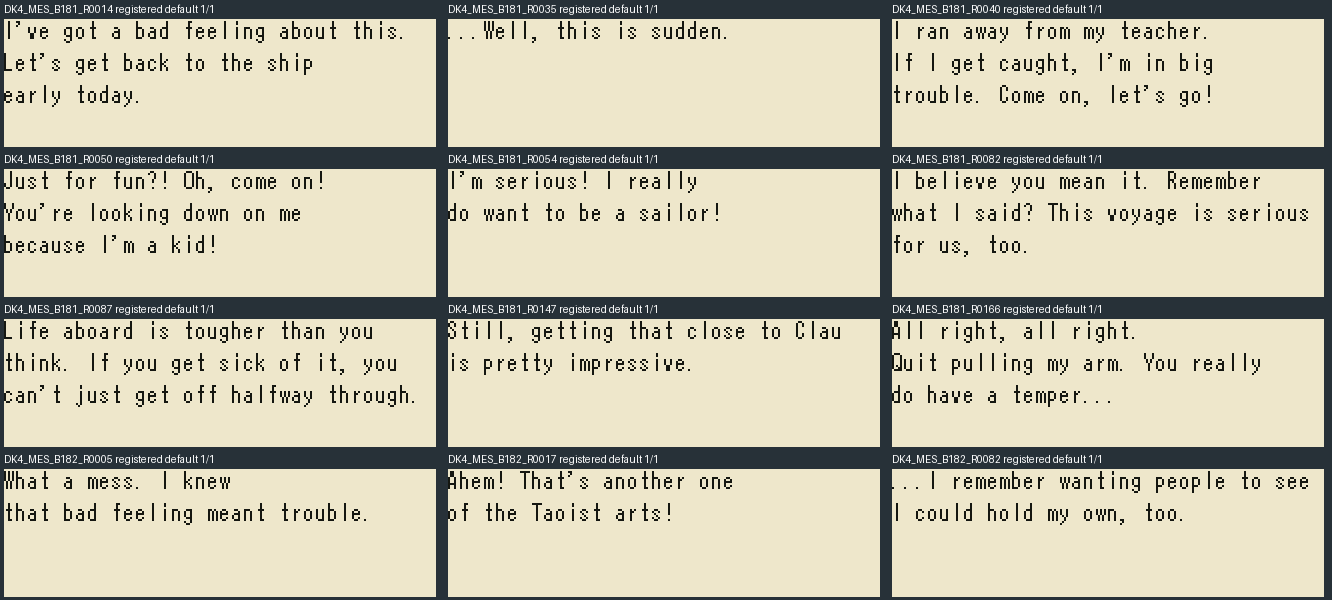 DK4_MES_B181_R0014 registered default 1/1
I've got a bad feeling about this.
Let's get back to the ship
early today.
DK4_MES_B181_R0035 registered default 1/1
...Well, this is sudden.
DK4_MES_B181_R0040 registered default 1/1
I ran away from my teacher.
If I get caught, I'm in big
trouble. Come on, let's go!
DK4_MES_B181_R0050 registered default 1/1
Just for fun?! Oh, come on!
You're looking down on me
because I'm a kid!
DK4_MES_B181_R0054 registered default 1/1
I'm serious! I really
do want to be a sailor!
DK4_MES_B181_R0082 registered default 1/1
I believe you mean it. Remember
what I said? This voyage is serious
for us, too.
DK4_MES_B181_R0087 registered default 1/1
Life aboard is tougher than you
think. If you get sick of it, you
can't just get off halfway through.
DK4_MES_B181_R0147 registered default 1/1
Still, getting that close to Clau
is pretty impressive.
DK4_MES_B181_R0166 registered default 1/1
All right, all right.
Quit pulling my arm. You really
do have a temper...
DK4_MES_B182_R0005 registered default 1/1
What a mess. I knew
that bad feeling meant trouble.
DK4_MES_B182_R0017 registered default 1/1
Ahem! That's another one
of the Taoist arts!
DK4_MES_B182_R0082 registered default 1/1
...I remember wanting people to see
I could hold my own, too.